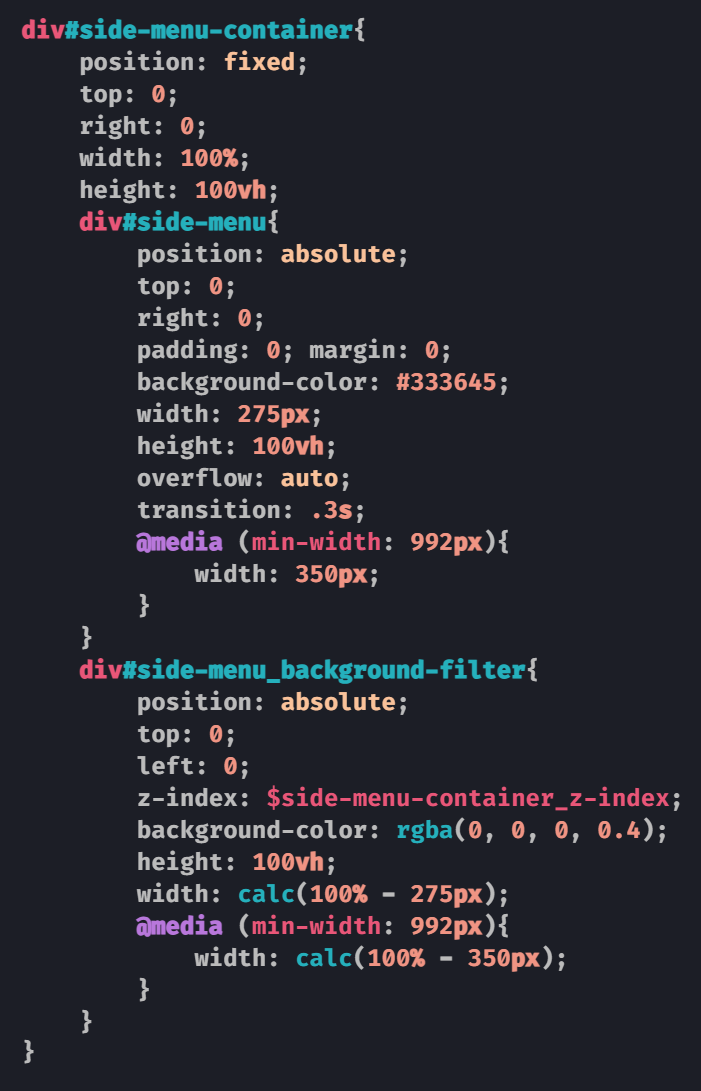 div#side-menu-container{
    position: fixed;
    top: 0;
    right: 0;
    width: 100%;
    height: 100vh;
    div#side-menu{
        position: absolute;
        top: 0;
        right: 0;
        padding: 0; margin: 0;
        background-color: #333645;
        width: 275px;
        height: 100vh;
        overflow: auto;
        transition: .3s;
        @media (min-width: 992px){
            width: 350px;
        }
    }
    div#side-menu_background-filter{
        position: absolute;
        top: 0;
        left: 0;
        z-index: $side-menu-container_z-index;
        background-color: rgba(0, 0, 0, 0.4);
        height: 100vh;
        width: calc(100% - 275px);
        @media (min-width: 992px){
            width: calc(100% - 350px);
        }
    }
}